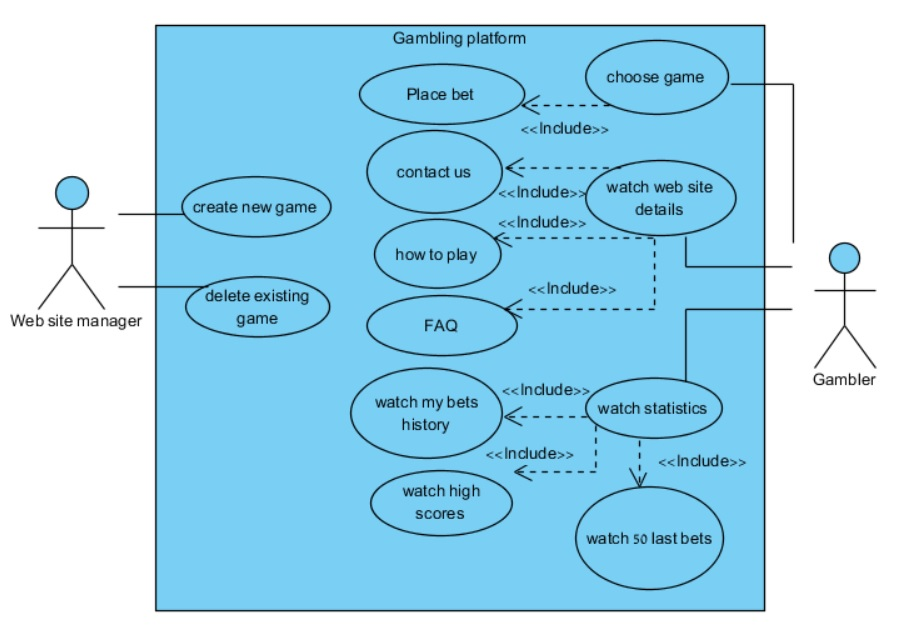 Gambling platform
choose game
Place bet
<<Include>>
contact us
<<Include>>
watch web site
details
create new game
<<Include>>
how to play
<<Include>>
delete existing
game
FAQ
Web site manager
Gambler
<<Include>>
watch my bets
history
watch statistics
<<Include>>
<<Include>>
watch high
scores
watch 50 last bets